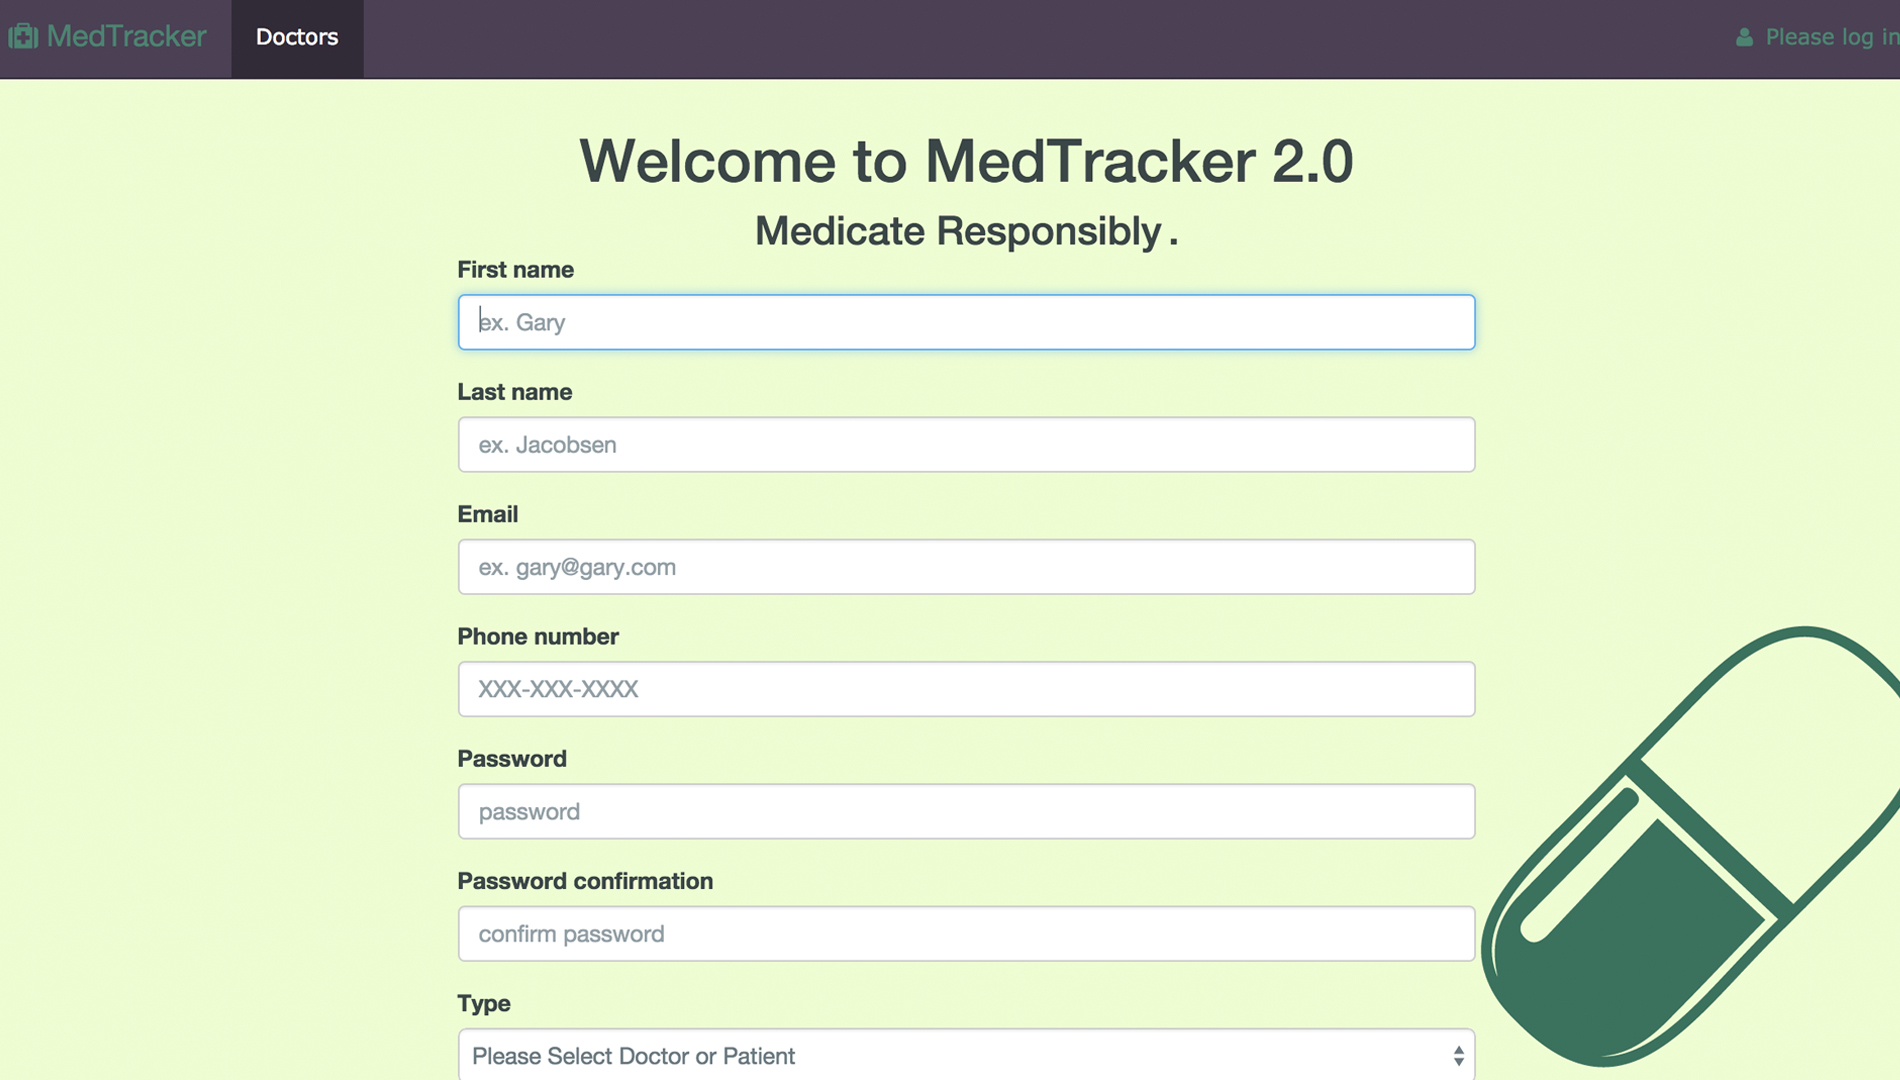 MedTracker
Doctors
Please log in
Welcome to MedTracker 2.0
Medicate Responsibly.
First name
ex. Gary
Last name
ex. Jacobsen
Email
ex. gary@gary.com
Phone number
XXX-XXX-XXXX
Password
password
Password confirmation
confirm password
Type
Please Select Doctor or Patient